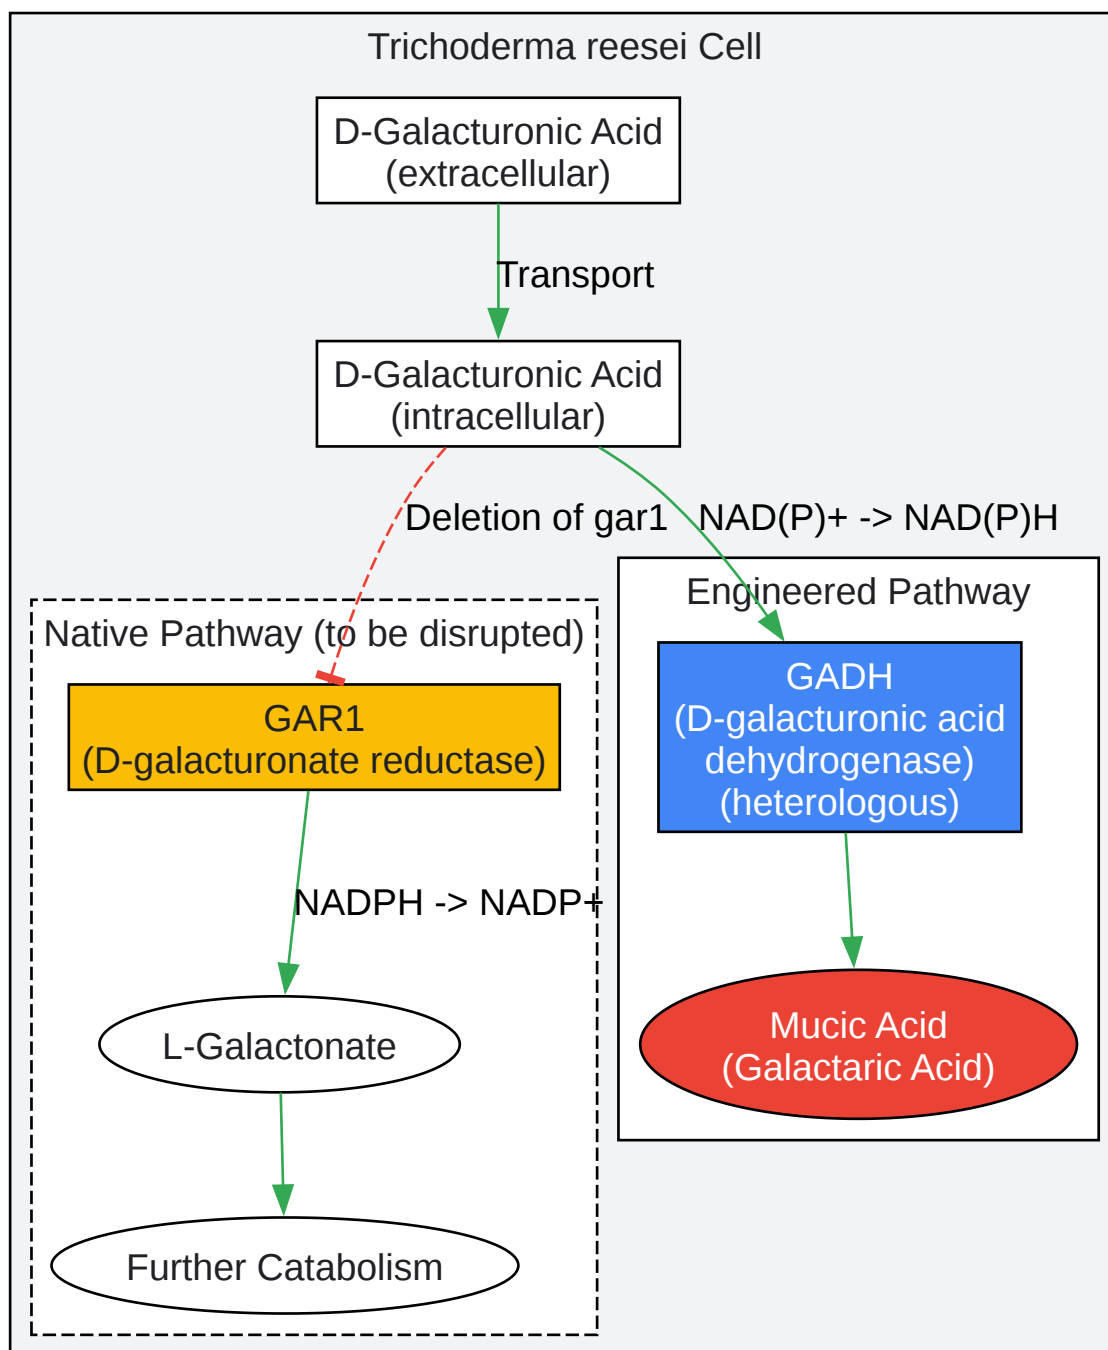 Trichoderma reesei Cell
D-Galacturonic Acid
(extracellular)
Transport
D-Galacturonic Acid
(intracellular)
Deletion of gar1
NAD(P)+ -> NAD(P)H
Native Pathway (to be disrupted)
GAR1
(D-galacturonate reductase)
NADPH -> NADP+
L-Galactonate
Further Catabolism
Engineered Pathway
GADH
(D-galacturonic acid
dehydrogenase)
(heterologous)
Mucic Acid
(Galactaric Acid)